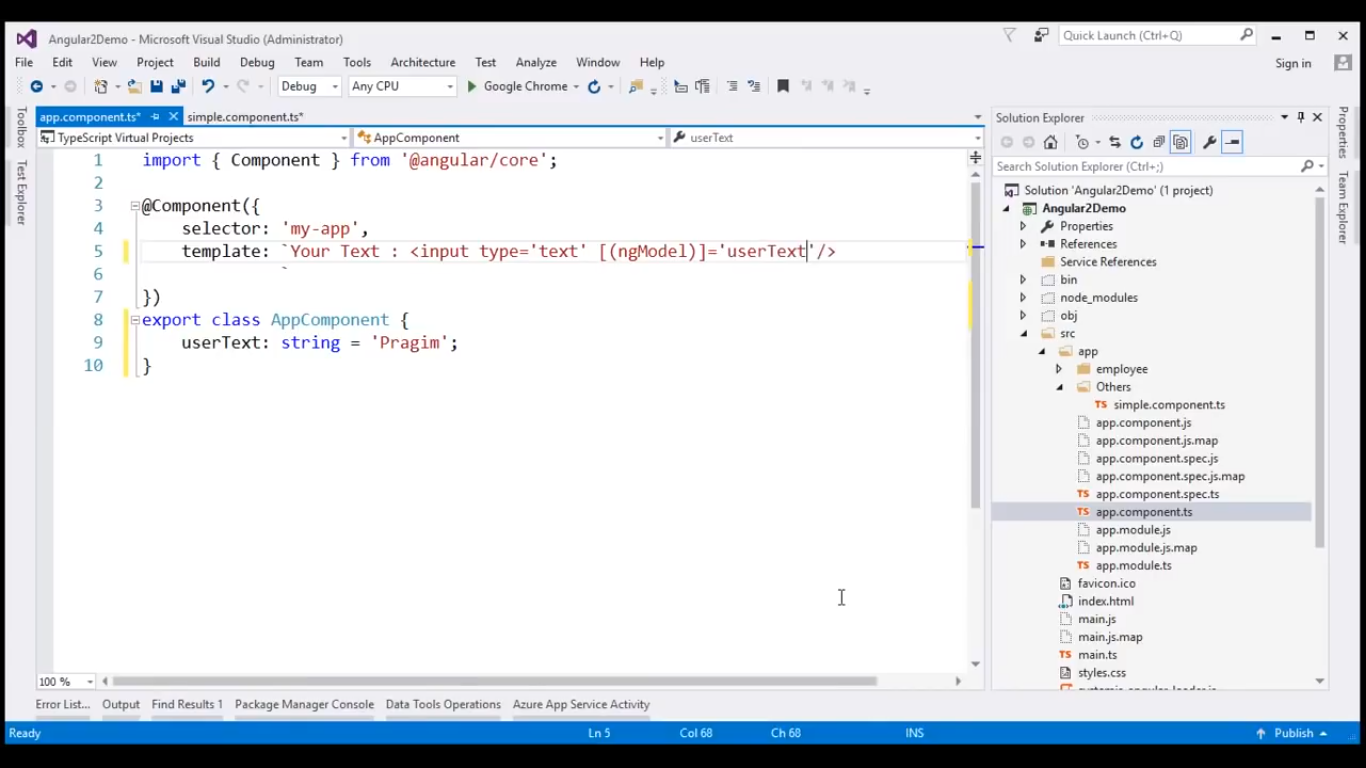 Angular2Demo - Microsoft Visual Studio (Administrator)
Quick Launch (Ctrl+Q)
File Edit View Project Build Debug Team Tools Architecture Test Analyze Window Help
Sign in
Debug Any CPU Google Chrome
app.component.ts* simple.component.ts*
TypeScript Virtual Projects AppComponent userText
1 import { Component } from '@angular/core';
2
3 @Component({
4 selector: 'my-app',
5 template: `Your Text : <input type='text' [(ngModel)]='userText'/>
6 `
7 })
8 export class AppComponent {
9 userText: string = 'Pragim';
10 }
100 %
Toolbox
Test Explorer
Solution Explorer
Search Solution Explorer (Ctrl+;)
Solution 'Angular2Demo' (1 project)
Angular2Demo
Properties
References
Service References
bin
node_modules
obj
src
app
employee
Others
TS simple.component.ts
app.component.js
app.component.js.map
app.component.spec.js
app.component.spec.js.map
TS app.component.spec.ts
TS app.component.ts
app.module.js
app.module.js.map
TS app.module.ts
favicon.ico
index.html
main.js
main.js.map
TS main.ts
styles.css
Properties
Team Explorer
Error List... Output Find Results 1 Package Manager Console Data Tools Operations Azure App Service Activity
Ready Ln 5 Col 68 Ch 68 INS Publish